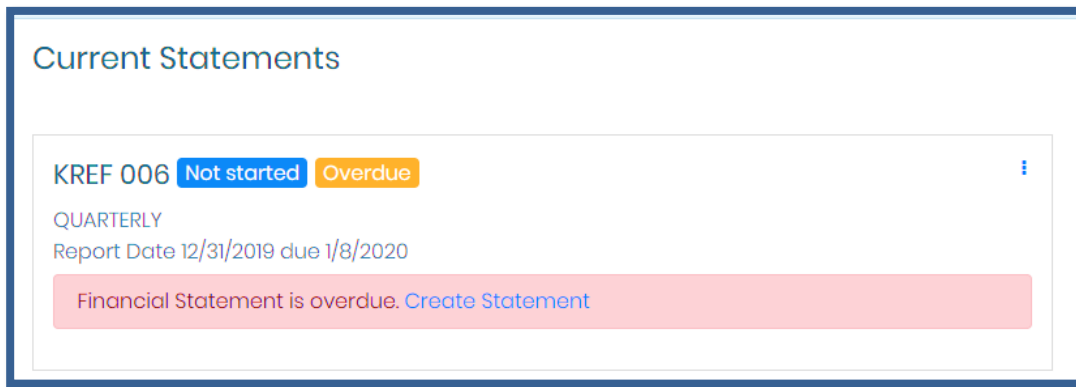 Current Statements
KREF 006 Not started Overdue
QUARTERLY
Report Date 12/31/2019 due 1/8/2020
Financial Statement is overdue. Create Statement